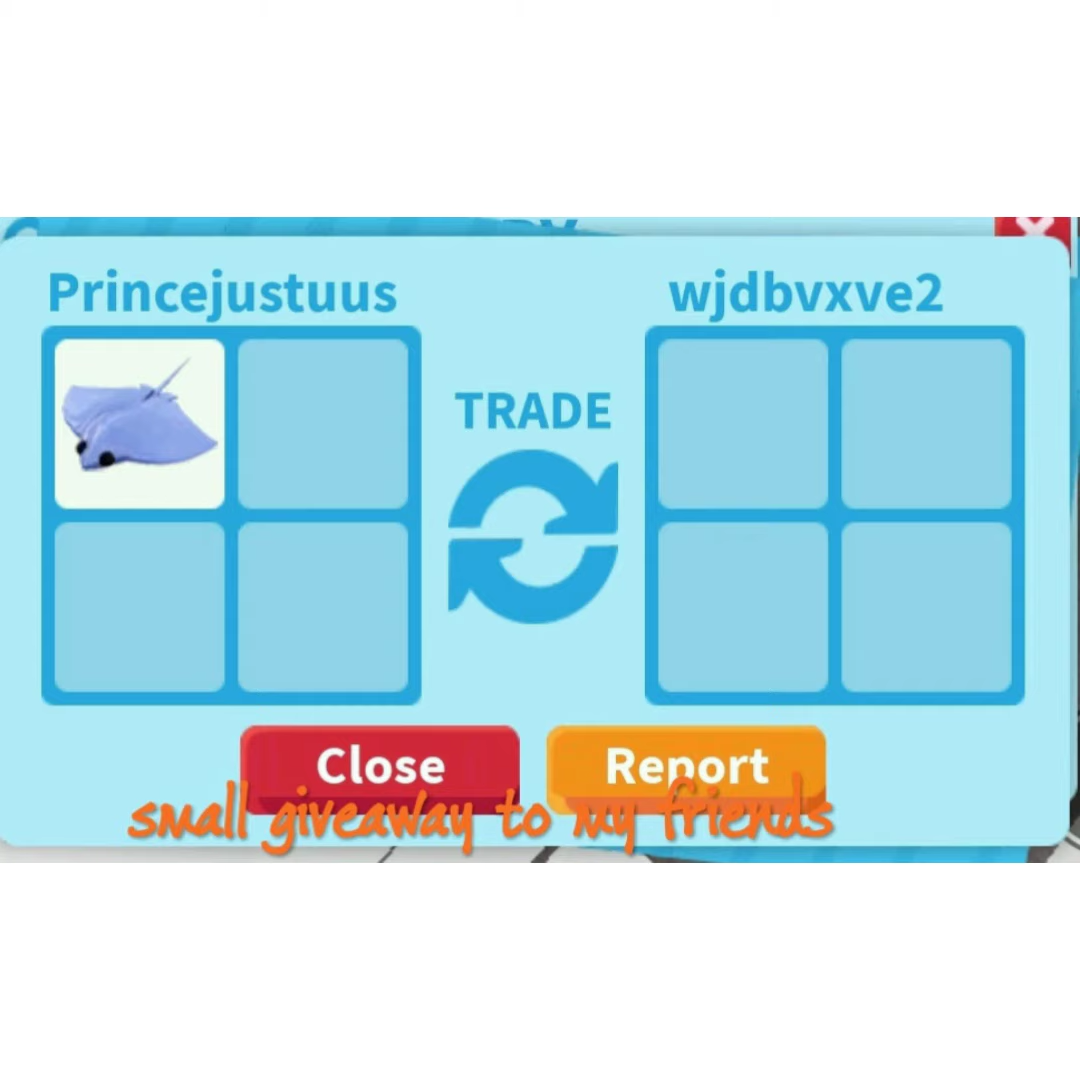 Princejustuus
wjdbvxve2
TRADE
Close
Report
small giveaway to my friends